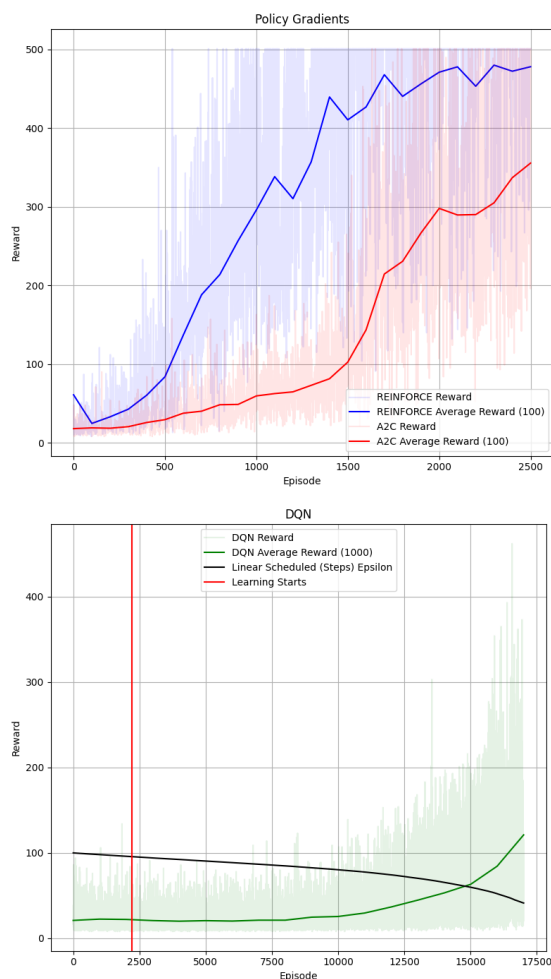 Policy Gradients
500
400
300
200
100
0
Reward
REINFORCE Reward
REINFORCE Average Reward (100)
A2C Reward
A2C Average Reward (100)
0 500 1000 1500 2000 2500
Episode
DQN
DQN Reward
DQN Average Reward (1000)
Linear Scheduled (Steps) Epsilon
Learning Starts
400
300
200
100
0
Reward
0 2500 5000 7500 10000 12500 15000 17500
Episode